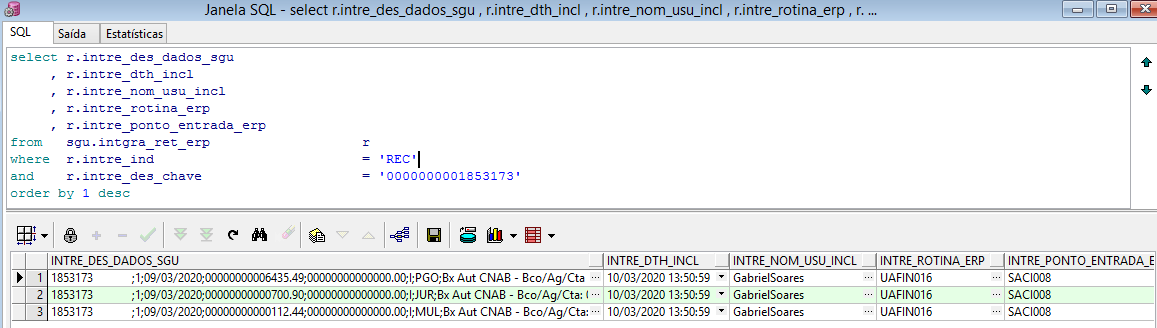 Janela SQL - select r.intre_des_dados_sgu , r.intre_dth_incl , r.intre_nom_usu_incl , r.intre_rotina_erp , r. ...
SQL Saída Estatísticas
select r.intre_des_dados_sgu
, r.intre_dth_incl
, r.intre_nom_usu_incl
, r.intre_rotina_erp
, r.intre_ponto_entrada_erp
from sgu.intgra_ret_erp r
where r.intre_ind = 'REC'
and r.intre_des_chave = '0000000001853173'
order by 1 desc
INTRE_DES_DADOS_SGU INTRE_DTH_INCL INTRE_NOM_USU_INCL INTRE_ROTINA_ERP INTRE_PONTO_ENTRADA_E
1 1853173 ;1;09/03/2020;00000000006435.49;00000000000000.00;I;PGO;Bx Aut CNAB - Bco/Ag/Cta ... 10/03/2020 13:50:59 GabrielSoares ... UAFIN016 ... SACI008
2 1853173 ;1;09/03/2020;00000000000700.90;00000000000000.00;I;JUR;Bx Aut CNAB - Bco/Ag/Cta: ... 10/03/2020 13:50:59 GabrielSoares ... UAFIN016 ... SACI008
3 1853173 ;1;09/03/2020;00000000000112.44;00000000000000.00;I;MUL;Bx Aut CNAB - Bco/Ag/Cta: ... 10/03/2020 13:50:59 GabrielSoares ... UAFIN016 ... SACI008